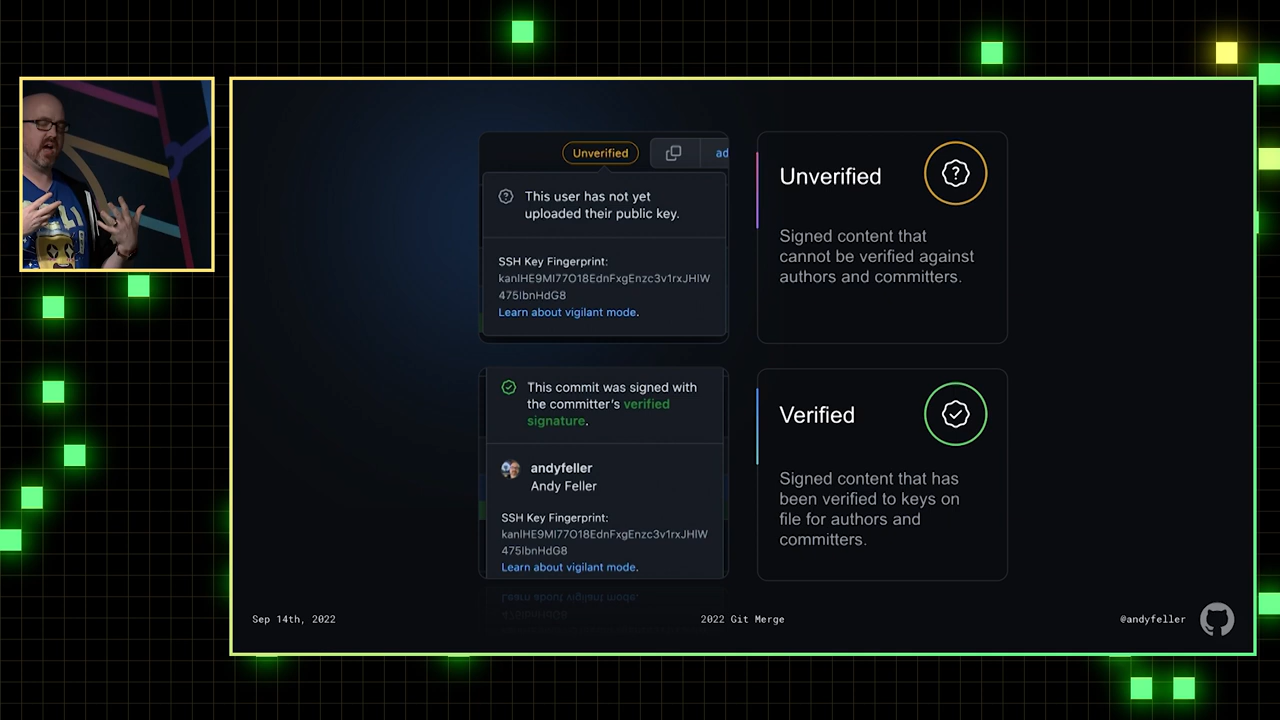 Unverified
ad
This user has not yet
uploaded their public key.
SSH Key Fingerprint:
kanlHE9MI77O18EdnFxgEnzc3v1rxJHlW
475lbnHdG8
Learn about vigilant mode.
Unverified
Signed content that
cannot be verified against
authors and committers.
This commit was signed with
the committer's verified
signature.
andyfeller
Andy Feller
SSH Key Fingerprint:
kanlHE9MI77O18EdnFxgEnzc3v1rxJHlW
475lbnHdG8
Learn about vigilant mode.
Verified
Signed content that has
been verified to keys on
file for authors and
committers.
Sep 14th, 2022
2022 Git Merge
@andyfeller